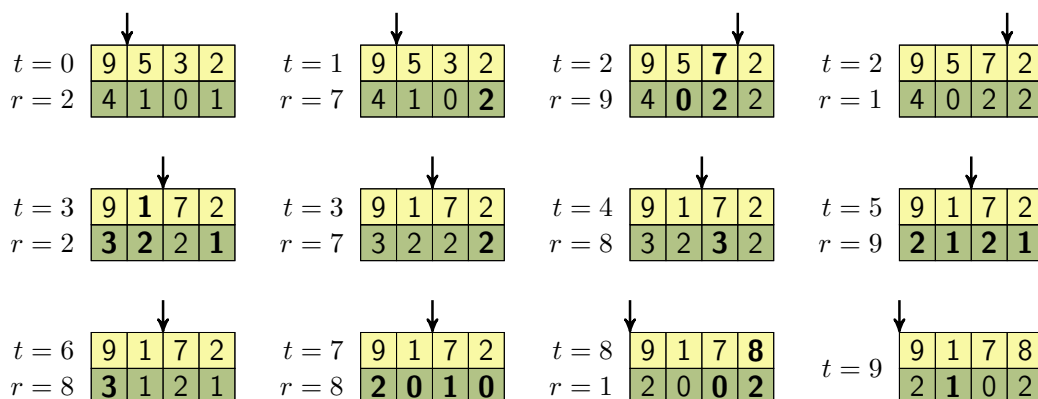 t = 0 9 5 3 2 t = 1 9 5 3 2 t = 2 9 5 7 2 t = 2 9 5 7 2
r = 2 4 1 0 1 r = 7 4 1 0 2 r = 9 4 0 2 2 r = 1 4 0 2 2
t = 3 9 1 7 2 t = 3 9 1 7 2 t = 4 9 1 7 2 t = 5 9 1 7 2
r = 2 3 2 2 1 r = 7 3 2 2 2 r = 8 3 2 3 2 r = 9 2 1 2 1
t = 6 9 1 7 2 t = 7 9 1 7 2 t = 8 9 1 7 8 t = 9 9 1 7 8
r = 8 3 1 2 1 r = 8 2 0 1 0 r = 1 2 0 0 2 2 1 0 2